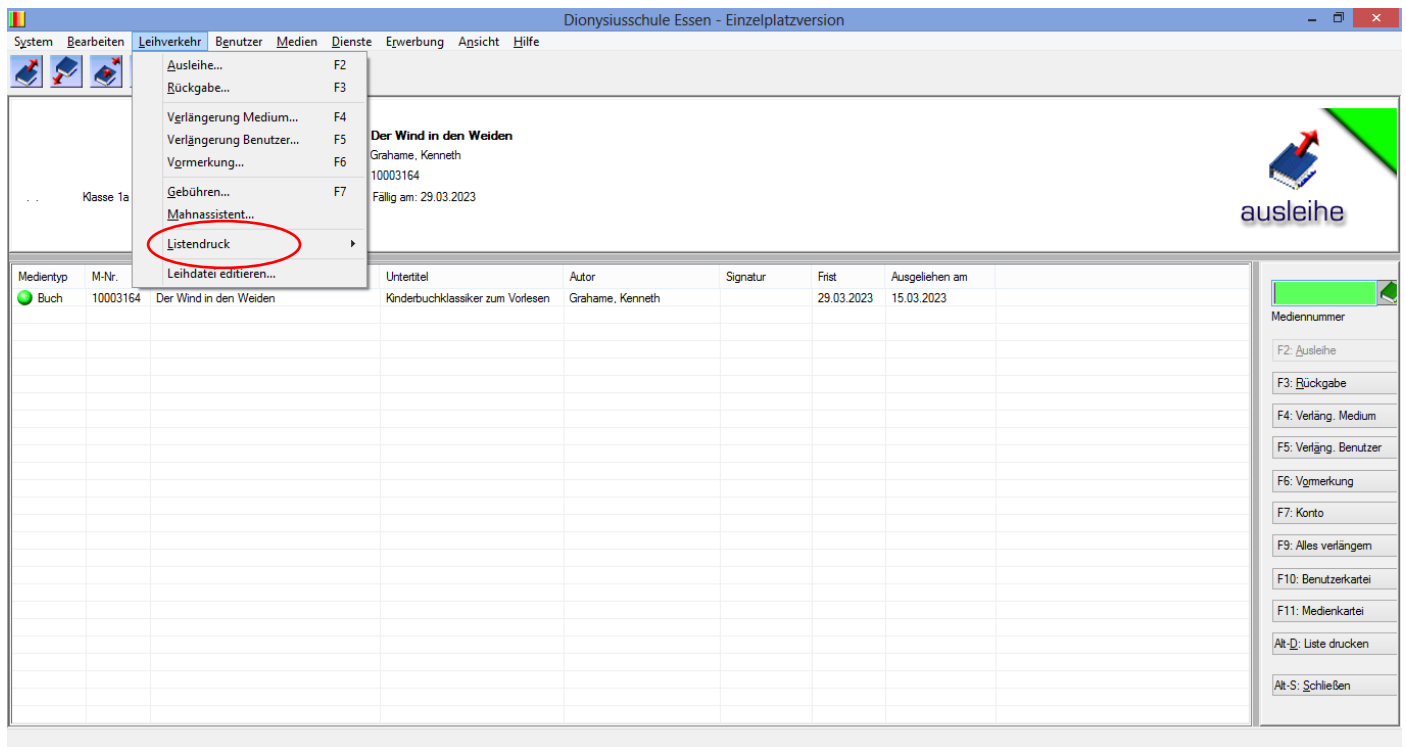 Dionysiusschule Essen - Einzelplatzversion
System Bearbeiten Leihverkehr Benutzer Medien Dienste Erwerbung Ansicht Hilfe
Ausleihe... F2
Rückgabe... F3
Verlängerung Medium... F4
Verlängerung Benutzer... F5
Vormerkung... F6
Gebühren... F7
Mahnassistent...
Listendruck
Leihdatei editieren...
. . Klasse 1a
Der Wind in den Weiden
Grahame, Kenneth
10003164
Fällig am: 29.03.2023
ausleihe
Medientyp M-Nr. Untertitel Autor Signatur Frist Ausgeliehen am
Buch 10003164 Der Wind in den Weiden Kinderbuchklassiker zum Vorlesen Grahame, Kenneth 29.03.2023 15.03.2023
Mediennummer
F2: Ausleihe
F3: Rückgabe
F4: Verläng. Medium
F5: Verläng. Benutzer
F6: Vormerkung
F7: Konto
F9: Alles verlängern
F10: Benutzerkartei
F11: Medienkartei
Alt-D: Liste drucken
Alt-S: Schließen